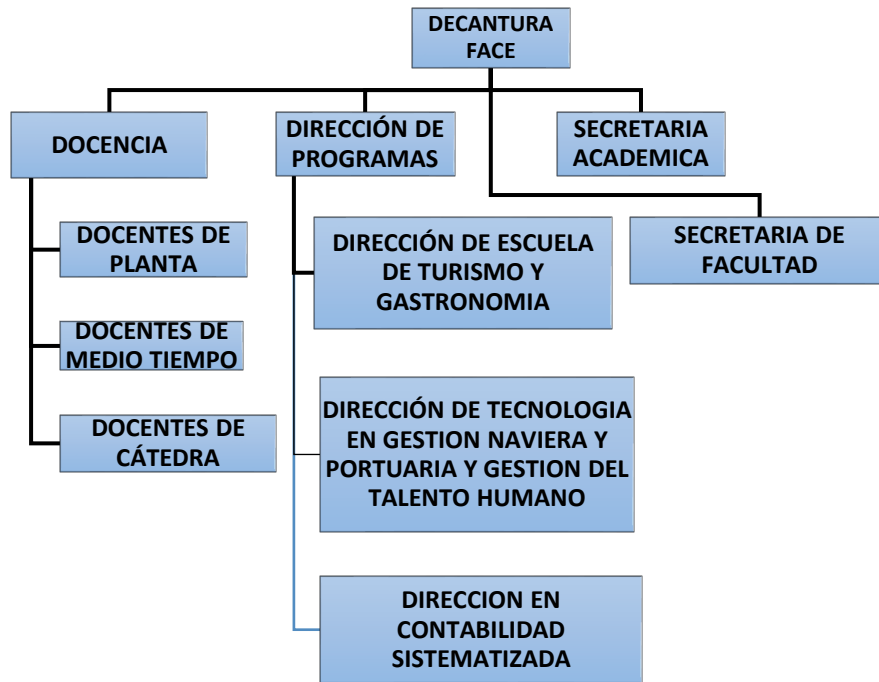 DECANTURA
FACE
DOCENCIA
DIRECCIÓN DE
PROGRAMAS
SECRETARIA
ACADEMICA
DOCENTES DE
PLANTA
DOCENTES DE
MEDIO TIEMPO
DOCENTES DE
CÁTEDRA
DIRECCIÓN DE ESCUELA
DE TURISMO Y
GASTRONOMIA
DIRECCIÓN DE TECNOLOGIA
EN GESTION NAVIERA Y
PORTUARIA Y GESTION DEL
TALENTO HUMANO
DIRECCION EN
CONTABILIDAD
SISTEMATIZADA
SECRETARIA DE
FACULTAD